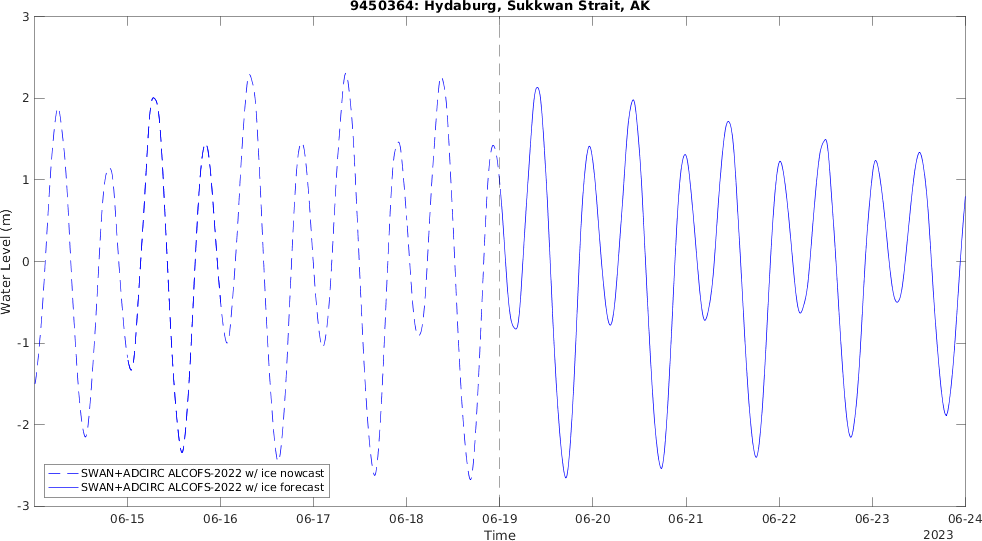 9450364: Hydaburg, Sukkwan Strait, AK
3
2
1
0
-1
-2
-3
Water Level (m)
SWAN+ADCIRC ALCOFS-2022 w/ ice nowcast
SWAN+ADCIRC ALCOFS-2022 w/ ice forecast
06-15 06-16 06-17 06-18 06-19 06-20 06-21 06-22 06-23 06-24
Time
2023